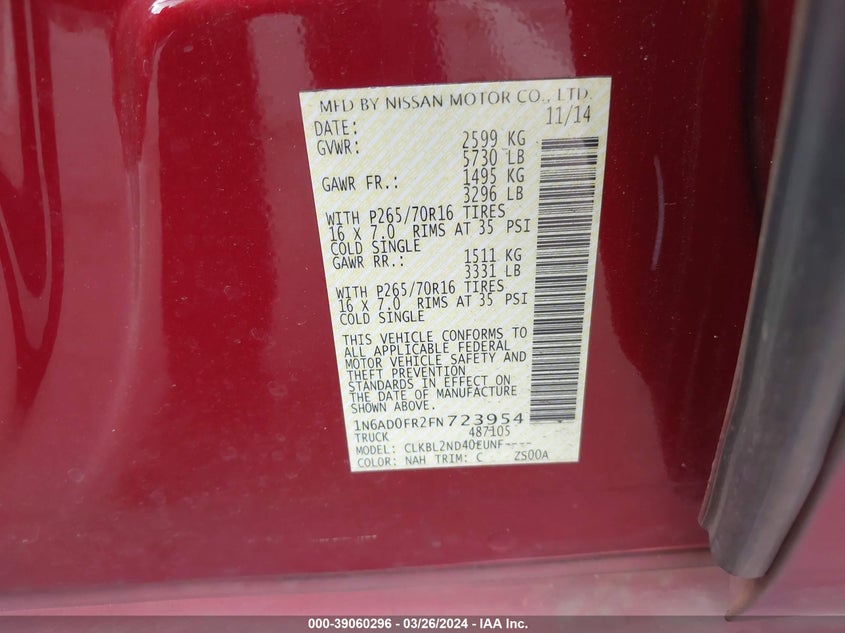 MFD BY NISSAN MOTOR CO., LTD.
DATE: 11/14
GVWR: 2599 KG
5730 LB
GAWR FR.: 1495 KG
3296 LB
WITH P265/70R16 TIRES
16 X 7.0 RIMS AT 35 PSI
COLD SINGLE
GAWR RR.: 1511 KG
3331 LB
WITH P265/70R16 TIRES
16 X 7.0 RIMS AT 35 PSI
COLD SINGLE
THIS VEHICLE CONFORMS TO
ALL APPLICABLE FEDERAL
MOTOR VEHICLE SAFETY AND
THEFT PREVENTION
STANDARDS IN EFFECT ON
THE DATE OF MANUFACTURE
SHOWN ABOVE.
1N6AD0FR2FN723954
TRUCK 487105
MODEL: CLKBL2ND40EUNF----
COLOR: NAH TRIM: C ZS00A
000-39060296 - 03/26/2024 - IAA Inc.